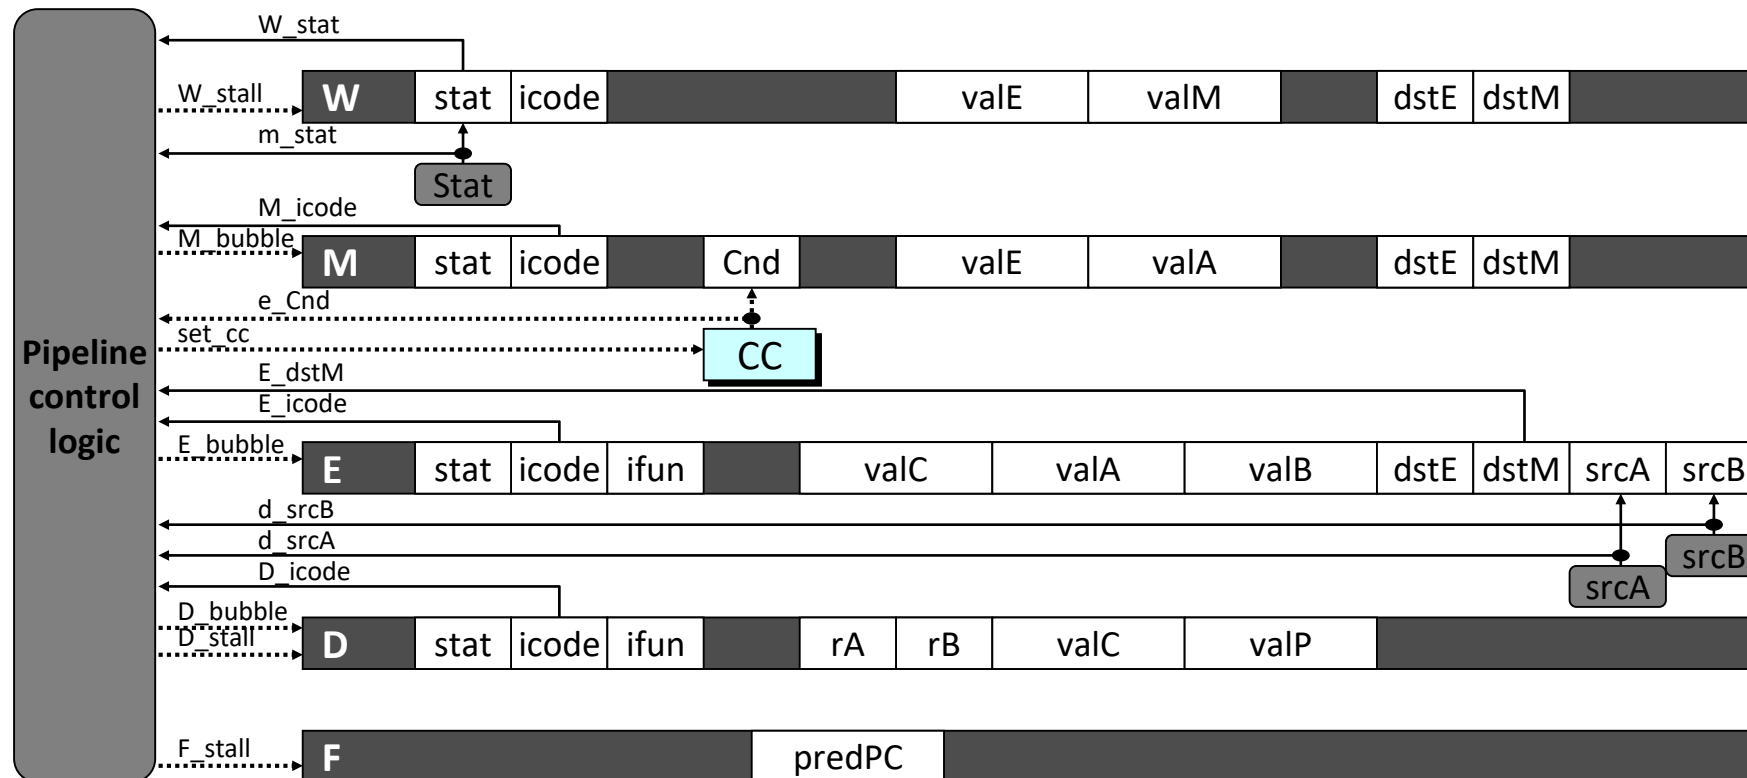 W_stat
W_stall
W stat icode valE valM dstE dstM
m_stat
Stat
M_icode
M_bubble
M stat icode Cnd valE valA dstE dstM
e_Cnd
set_cc
CC
Pipeline
control
logic
E_dstM
E_icode
E_bubble
E stat icode ifun valC valA valB dstE dstM srcA srcB
d_srcB
d_srcA
srcB
srcA
D_icode
D_bubble
D_stall
D stat icode ifun rA rB valC valP
F_stall
F predPC